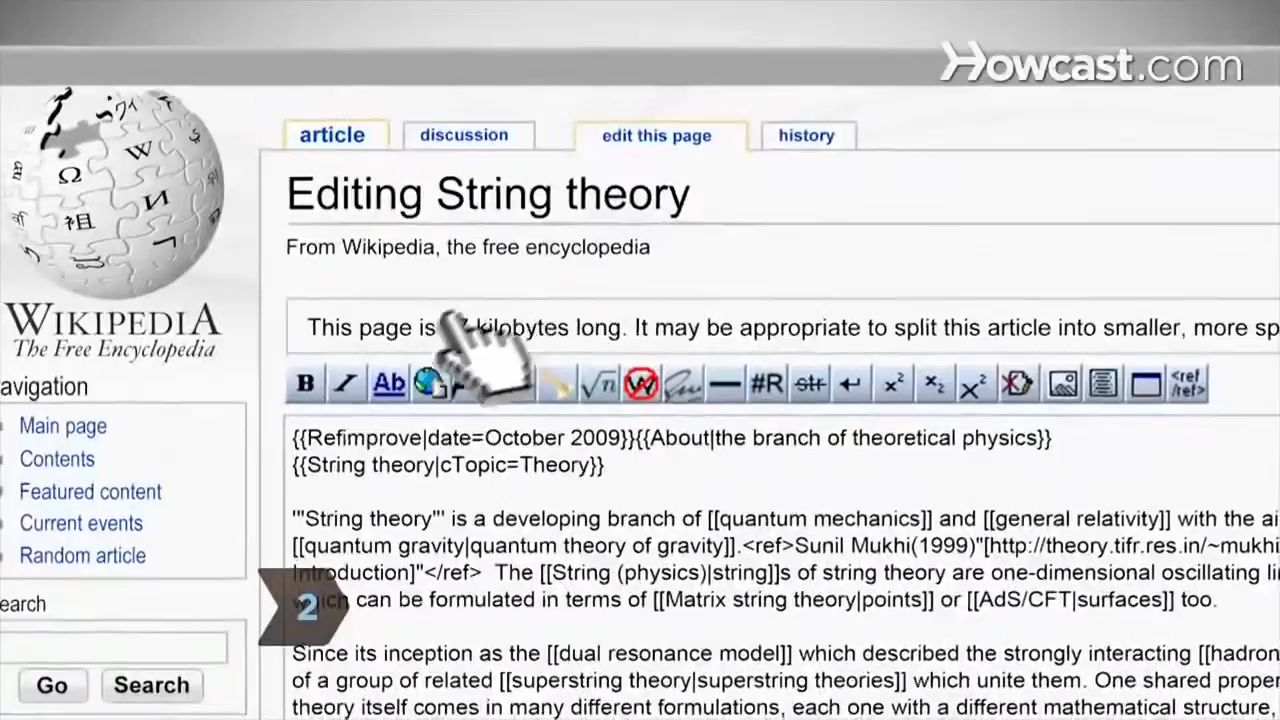 Howcast.com
article discussion edit this page history
Editing String theory
From Wikipedia, the free encyclopedia
This page is kilobytes long. It may be appropriate to split this article into smaller, more sp
B I Ab √n W #R str x² x₂ X² <ref /ref>
WIKIPEDIA
The Free Encyclopedia
avigation
Main page
Contents
Featured content
Current events
Random article
earch
Go Search
{{Refimprove|date=October 2009}}{{About|the branch of theoretical physics}}
{{String theory|cTopic=Theory}}
'''String theory''' is a developing branch of [[quantum mechanics]] and [[general relativity]] with the ai
[[quantum gravity|quantum theory of gravity]].<ref>Sunil Mukhi(1999)"[http://theory.tifr.res.in/~mukhi
Introduction]"</ref> The [[String (physics)|string]]s of string theory are one-dimensional oscillating li
which can be formulated in terms of [[Matrix string theory|points]] or [[AdS/CFT|surfaces]] too.
2
Since its inception as the [[dual resonance model]] which described the strongly interacting [[hadron
of a group of related [[superstring theory|superstring theories]] which unite them. One shared proper
theory itself comes in many different formulations, each one with a different mathematical structure,